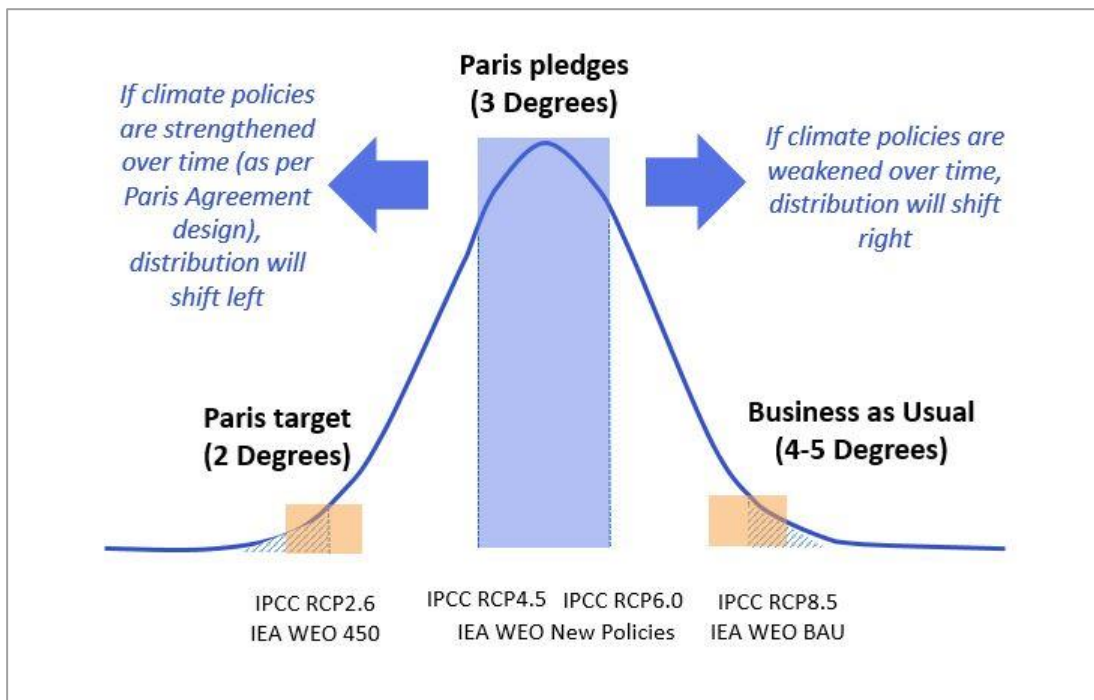 Paris pledges
(3 Degrees)
If climate policies
are strengthened
over time (as per
Paris Agreement
design),
distribution will
shift left
If climate policies are
weakened over time,
distribution will shift
right
Paris target
(2 Degrees)
Business as Usual
(4-5 Degrees)
IPCC RCP2.6
IEA WEO 450
IPCC RCP4.5 IPCC RCP6.0
IEA WEO New Policies
IPCC RCP8.5
IEA WEO BAU